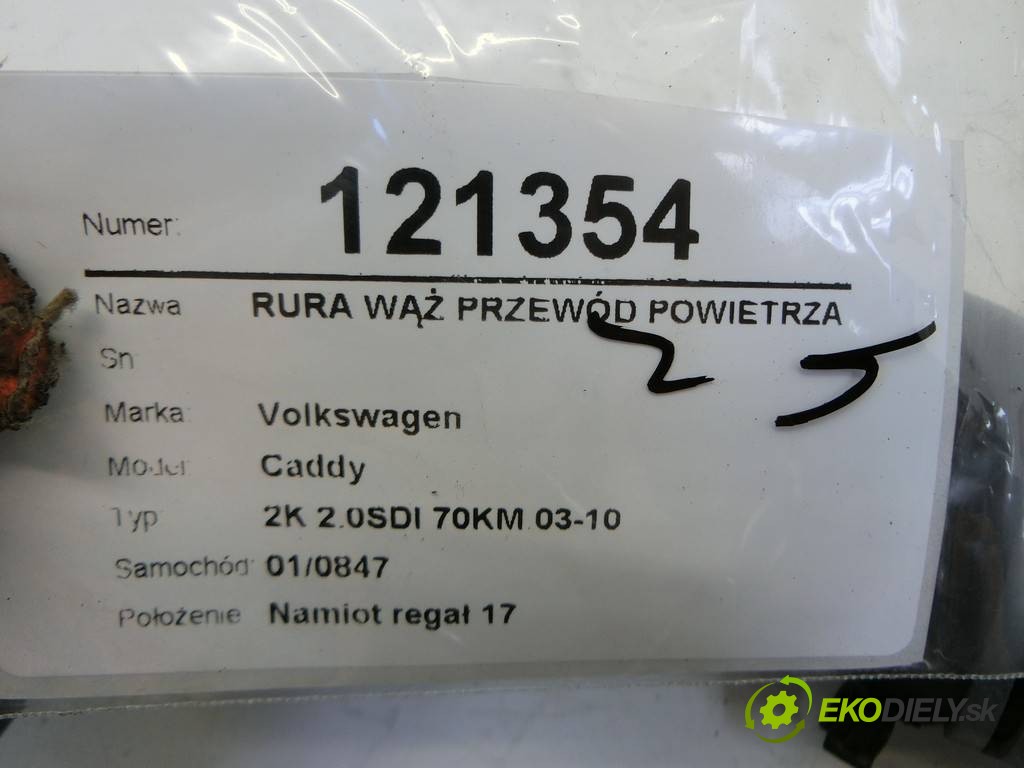 Numer: 121354
Nazwa RURA WĄŻ PRZEWÓD POWIETRZA
Sn
2 5
Marka: Volkswagen
Model Caddy
Typ 2K 2.0SDI 70KM 03-10
Samochód: 01/0847
Położenie Namiot regał 17
EKODIELY.sk